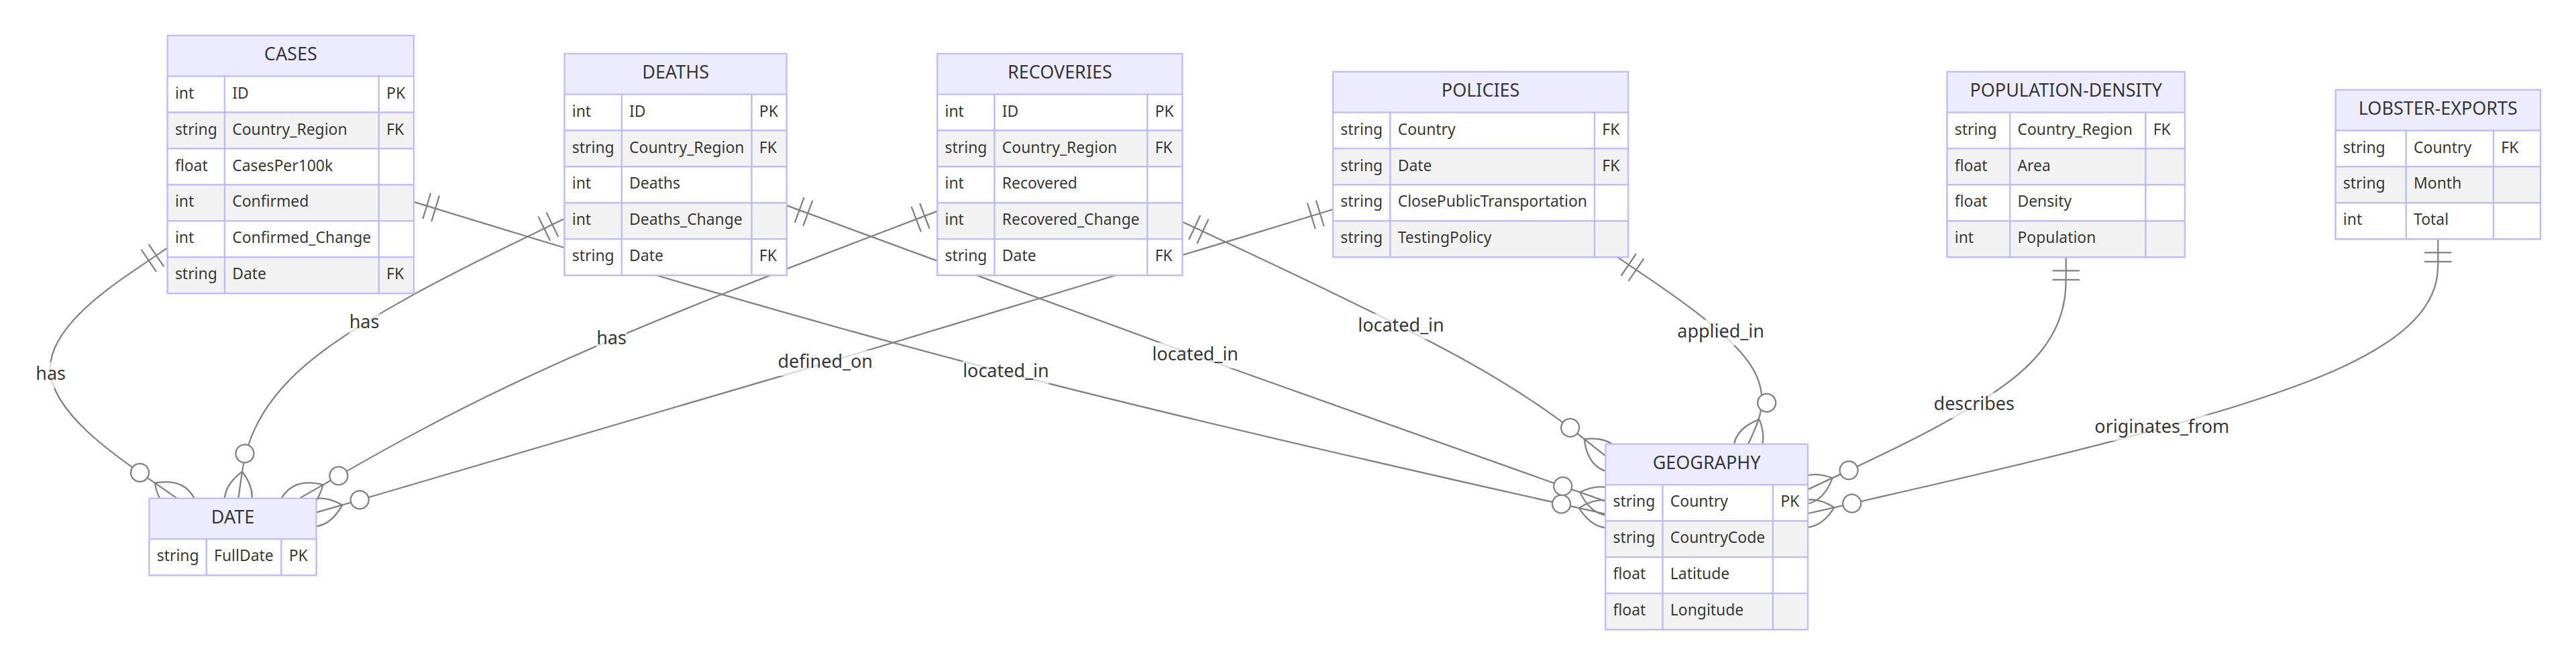 CASES
int ID PK
string Country_Region FK
float CasesPer100k
int Confirmed
int Confirmed_Change
string Date FK
DEATHS
int ID PK
string Country_Region FK
int Deaths
int Deaths_Change
string Date FK
RECOVERIES
int ID PK
string Country_Region FK
int Recovered
int Recovered_Change
string Date FK
POLICIES
string Country FK
string Date FK
string ClosePublicTransportation
string TestingPolicy
POPULATION-DENSITY
string Country_Region FK
float Area
float Density
int Population
LOBSTER-EXPORTS
string Country FK
string Month
int Total
has
has
has
defined_on
located_in
located_in
located_in
applied_in
describes
originates_from
DATE
string FullDate PK
GEOGRAPHY
string Country PK
string CountryCode
float Latitude
float Longitude